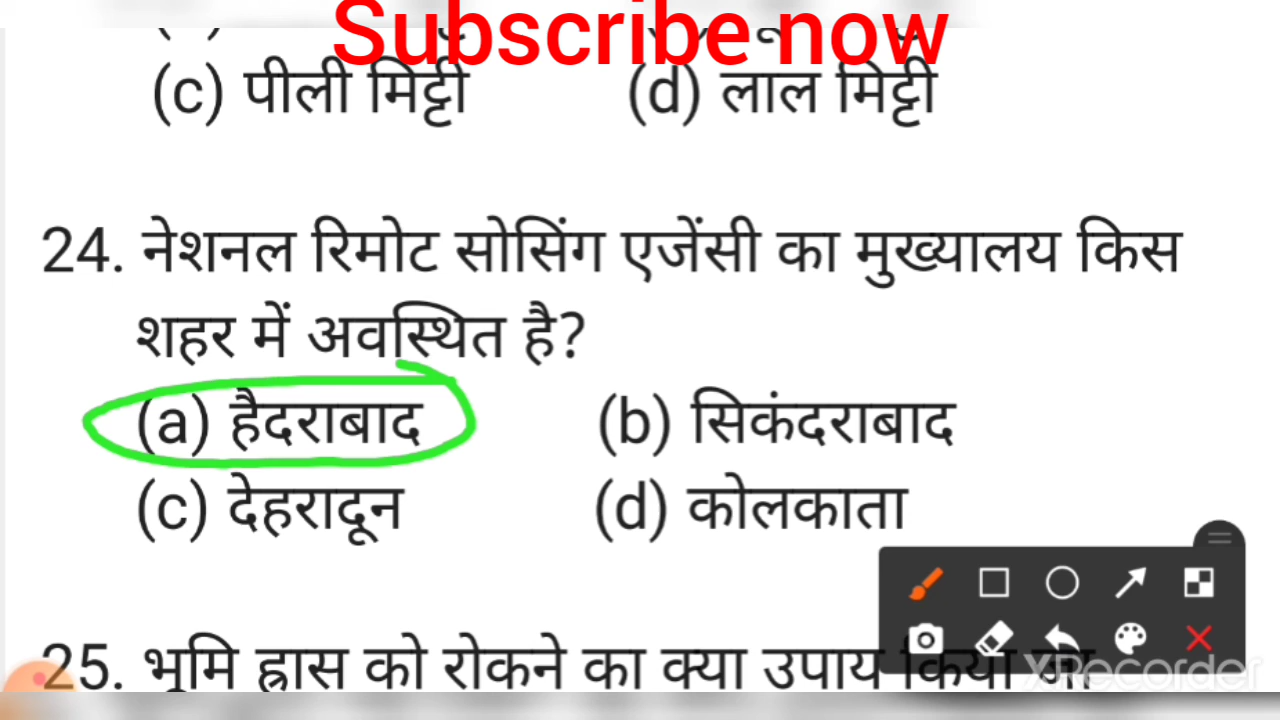 Subscribe now
(c) पीली मिट्टी (d) लाल मिट्टी
24. नेशनल रिमोट सोसिंग एजेंसी का मुख्यालय किस
शहर में अवस्थित है?
(a) हैदराबाद (b) सिकंदराबाद
(c) देहरादून (d) कोलकाता
25. भूमि ह्रास को रोकने का क्या उपाय किया जा
XRecorder